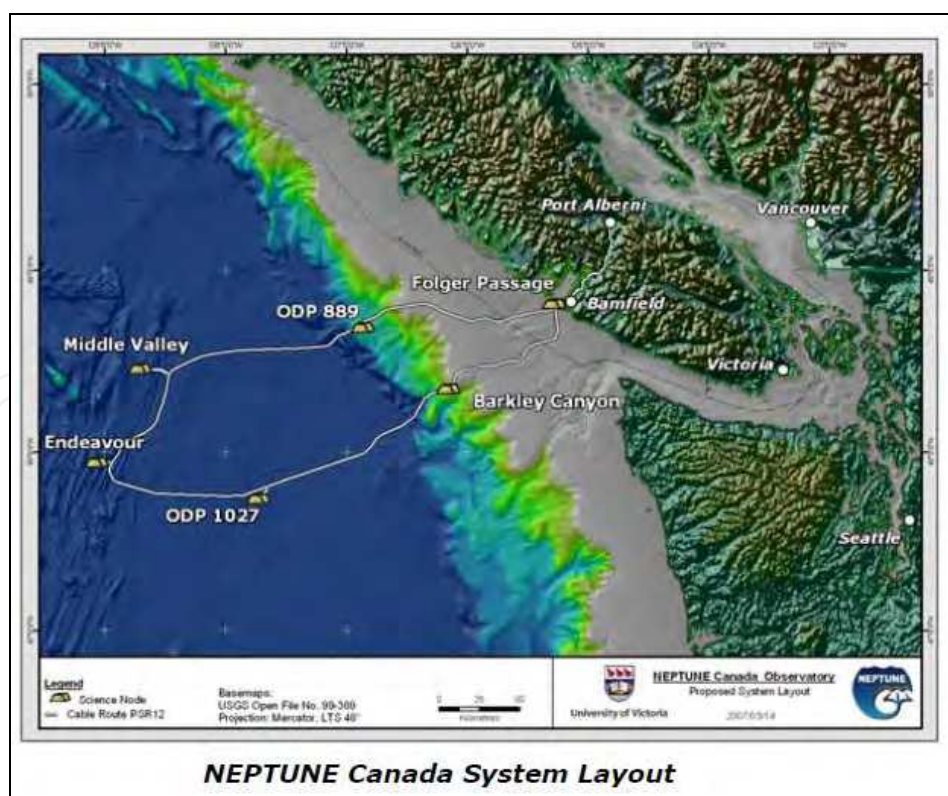 Port Alberni
Vancouver
Folger Passage
Bamfield
ODP 889
Middle Valley
Victoria
Barkley Canyon
Endeavour
ODP 1027
Seattle
Legend
Science Node
Cable Route PSR12
Basemaps:
USGS Open File No. 99-369
Projection: Mercator, LTS 48°
Kilometres
University of Victoria
NEPTUNE Canada Observatory
Proposed System Layout
NEPTUNE
NEPTUNE Canada System Layout